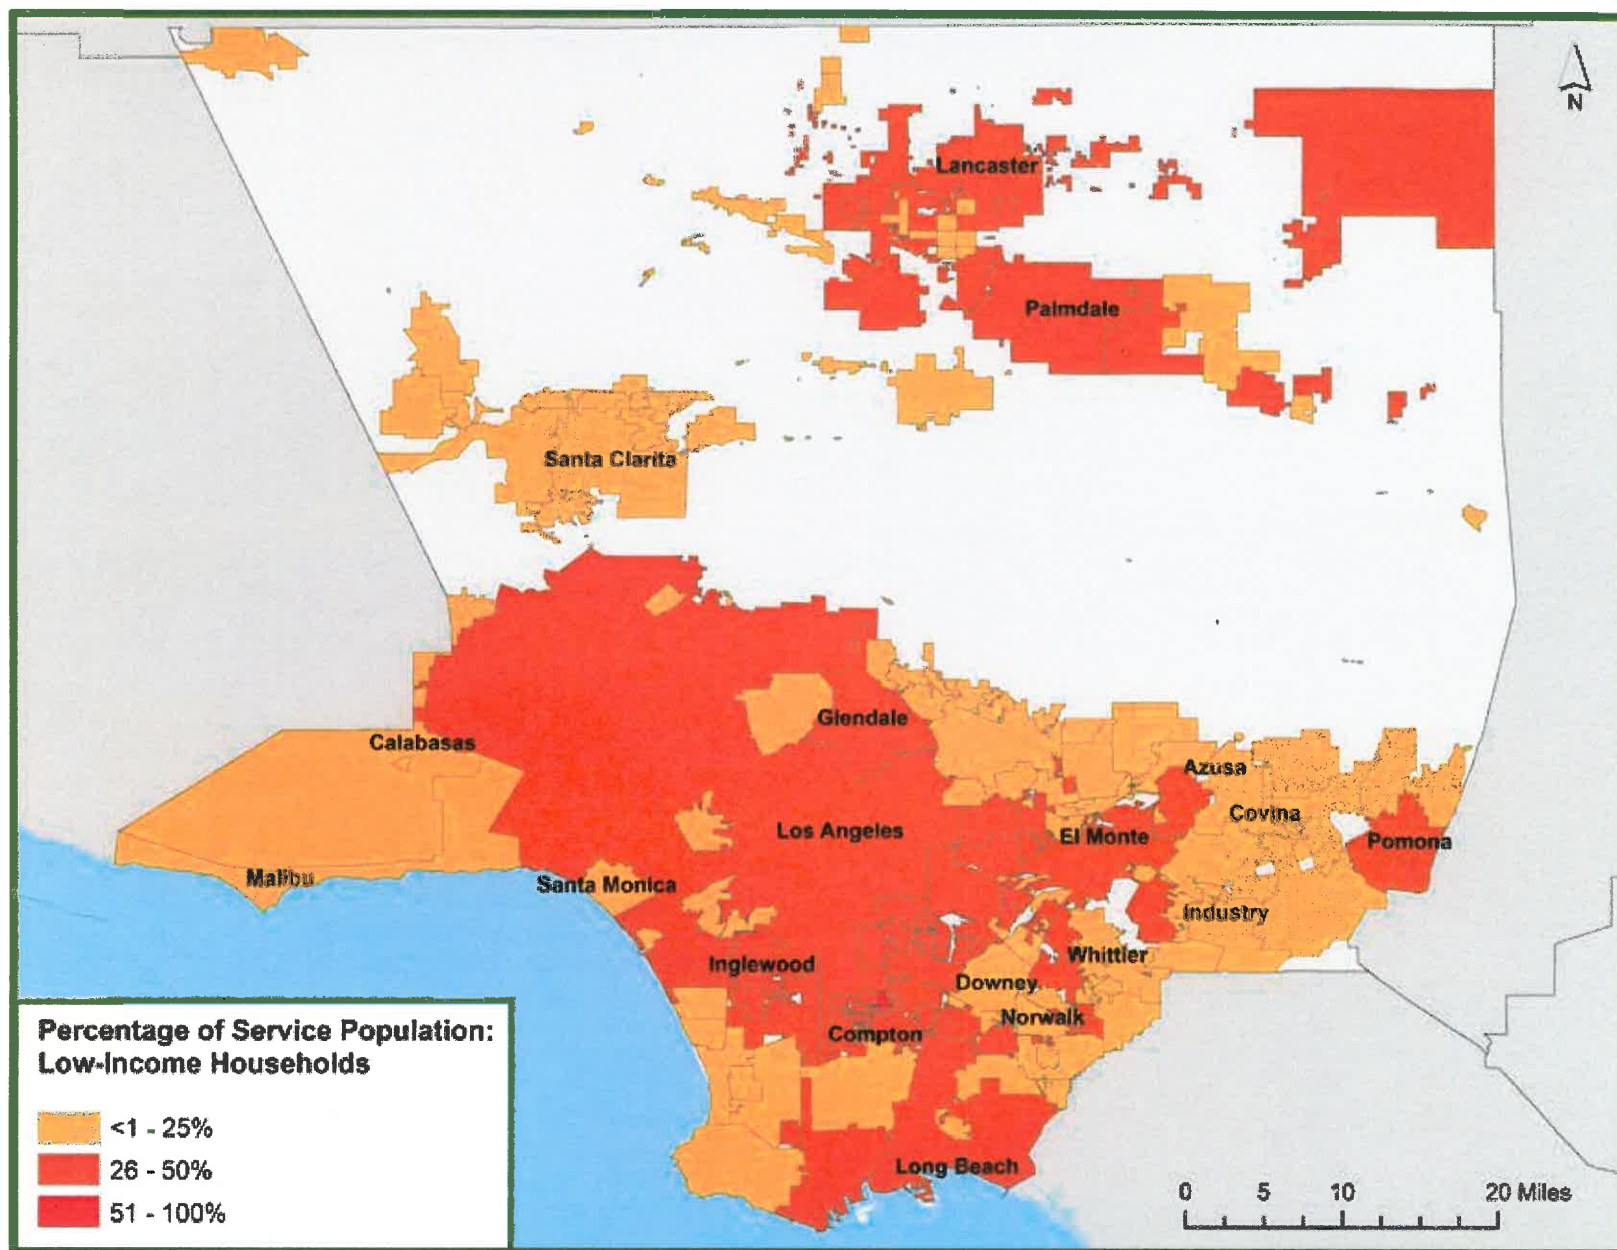 N
Lancaster
Palmdale
Santa Clarita
Glendale
Calabasas
Azusa
Covina
Los Angeles
El Monte
Pomona
Malibu
Santa Monica
Industry
Whittler
Inglewood
Downey
Norwalk
Compton
Long Beach
Percentage of Service Population:
Low-Income Households
<1 - 25%
26 - 50%
51 - 100%
0 5 10 20 Miles